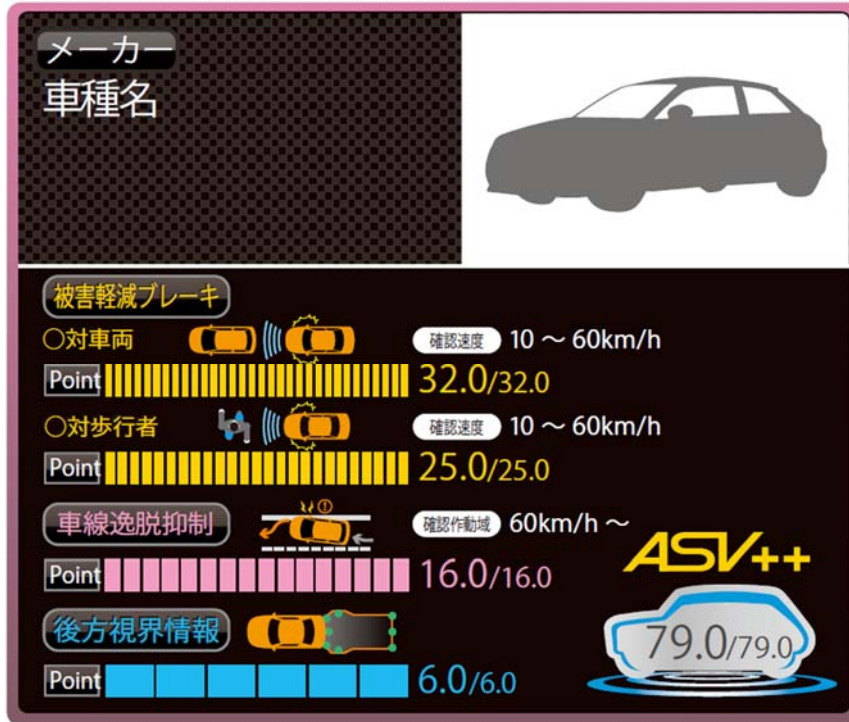 メーカー
車種名
被害軽減ブレーキ
○対車両 確認速度 10 ~ 60km/h
Point 32.0/32.0
○対歩行者 確認速度 10 ~ 60km/h
Point 25.0/25.0
車線逸脱抑制 確認作動域 60km/h ~
Point 16.0/16.0
ASV++
後方視界情報
79.0/79.0
Point 6.0/6.0